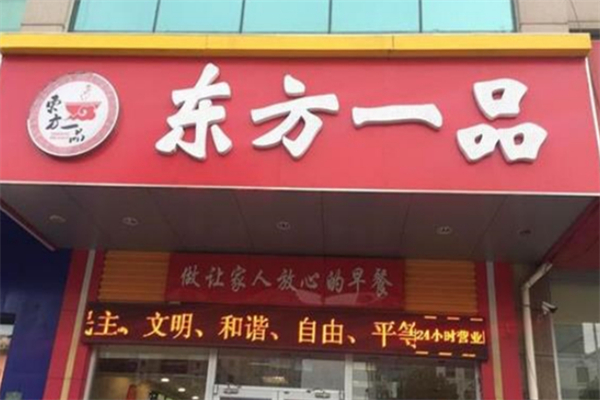 东方一品
东方一品
做让家人放心的早餐
民主、文明、和谐、自由、平等
24小时营业